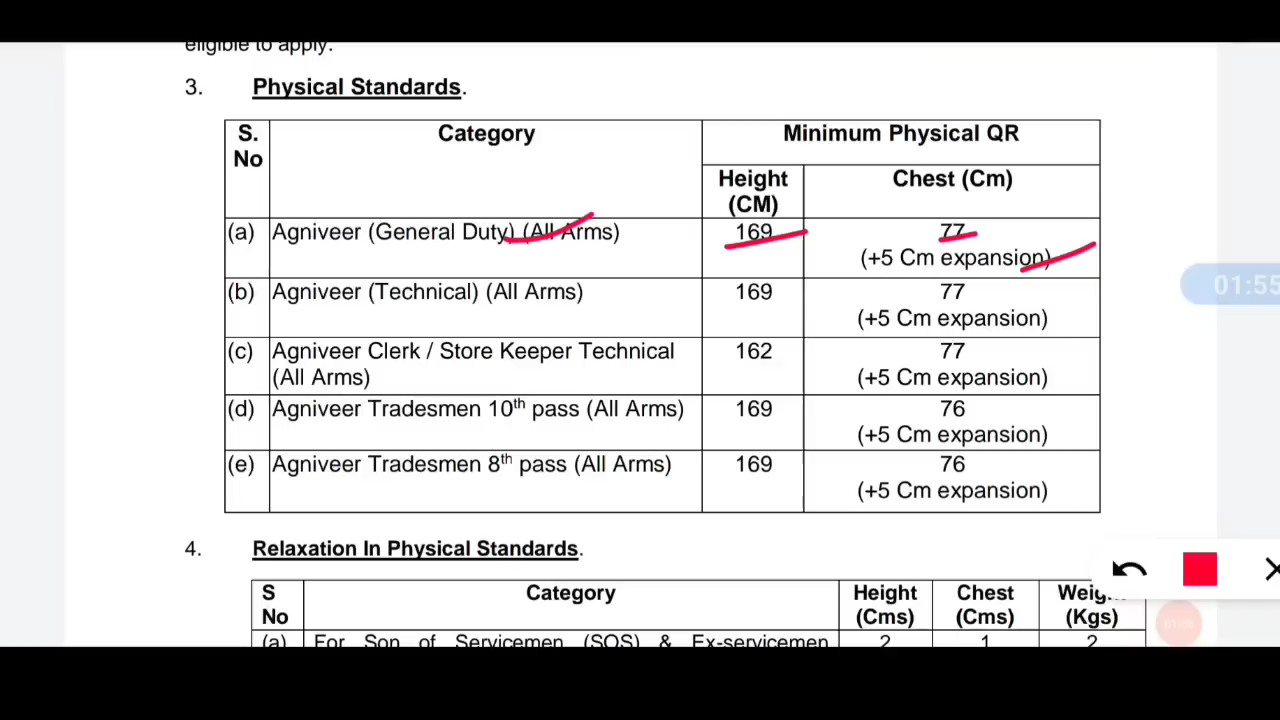 eligible to apply.
3. Physical Standards.
S. No Category Minimum Physical QR
Height (CM) Chest (Cm)
(a) Agniveer (General Duty) (All Arms) 169 77
(+5 Cm expansion)
(b) Agniveer (Technical) (All Arms) 169 77
(+5 Cm expansion)
(c) Agniveer Clerk / Store Keeper Technical 162 77
(All Arms) (+5 Cm expansion)
(d) Agniveer Tradesmen 10th pass (All Arms) 169 76
(+5 Cm expansion)
(e) Agniveer Tradesmen 8th pass (All Arms) 169 76
(+5 Cm expansion)
01:55
4. Relaxation In Physical Standards.
S Category Height Chest
No (Cms) (Cms) (Kgs)
(a) For Son of Servicemen (SOS) & Ex-servicemen 2 1 2